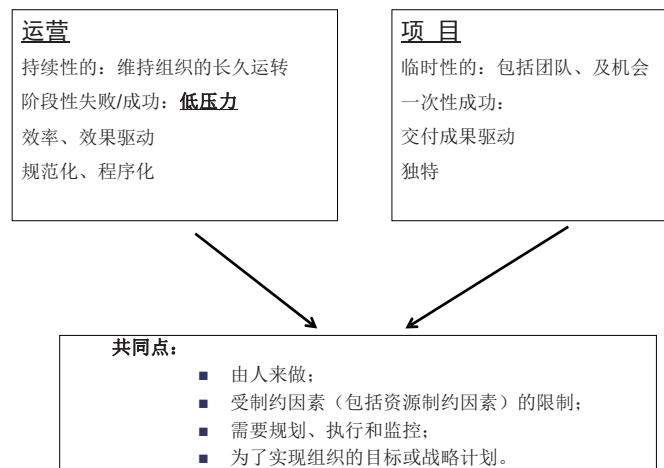 运营
持续性的：维持组织的长久运转
阶段性失败/成功：低压力
效率、效果驱动
规范化、程序化
项 目
临时性的：包括团队、及机会
一次性成功：
交付成果驱动
独特
共同点：
■ 由人来做；
■ 受制约因素（包括资源制约因素）的限制；
■ 需要规划、执行和监控；
■ 为了实现组织的目标或战略计划。